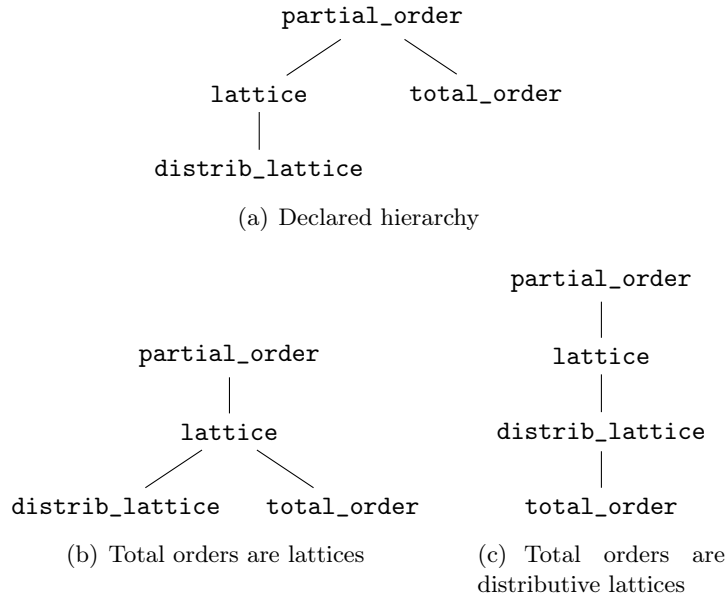 partial_order
lattice total_order
distrib_lattice
(a) Declared hierarchy
partial_order
lattice
distrib_lattice total_order
(b) Total orders are lattices
partial_order
lattice
distrib_lattice
total_order
(c) Total orders are
distributive lattices